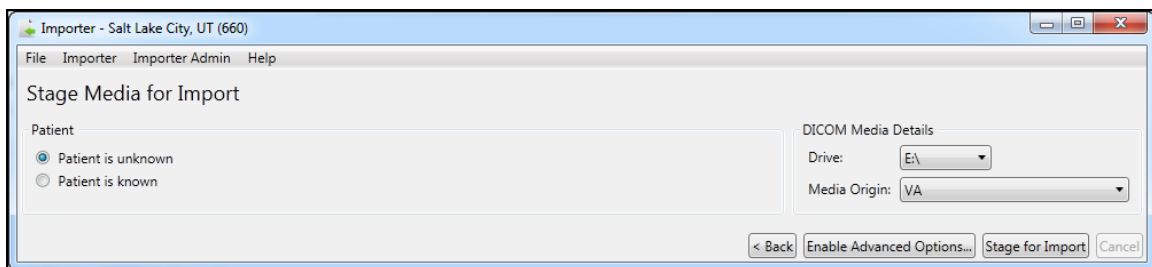 Importer - Salt Lake City, UT (660)
File Importer Importer Admin Help
Stage Media for Import
Patient
Patient is unknown
Patient is known
DICOM Media Details
Drive: E:\
Media Origin: VA
< Back Enable Advanced Options... Stage for Import Cancel